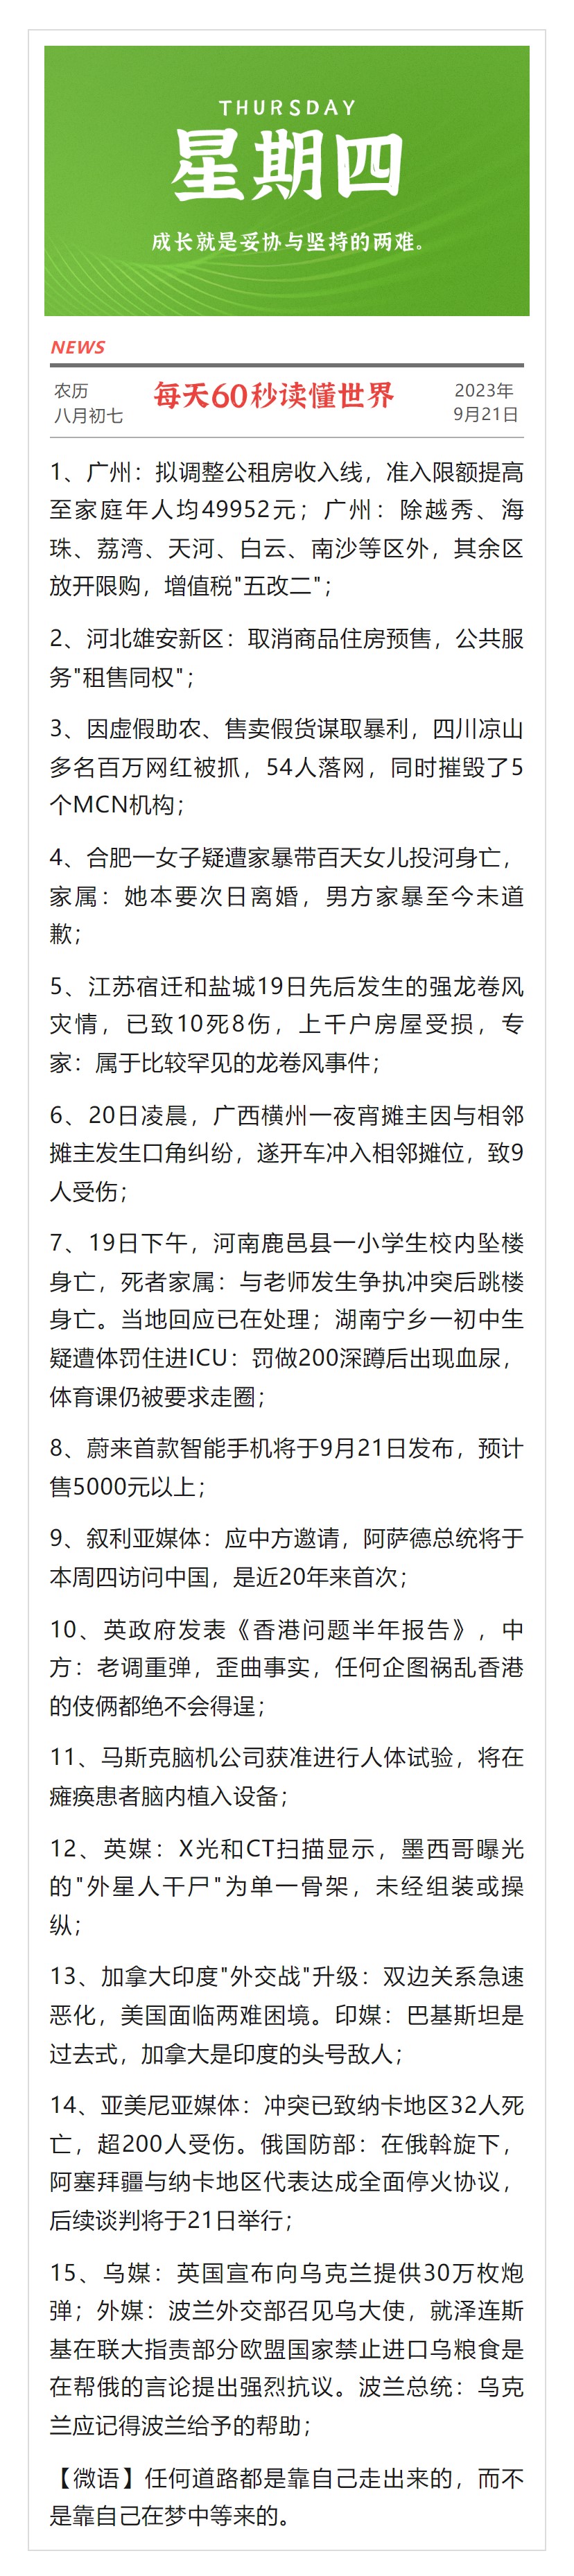 THURSDAY
星期四
成长就是妥协与坚持的两难。
NEWS
农历
八月初七
每天60秒读懂世界
2023年
9月21日
1、广州：拟调整公租房收入线，准入限额提高
至家庭年人均49952元；广州：除越秀、海
珠、荔湾、天河、白云、南沙等区外，其余区
放开限购，增值税"五改二"；
2、河北雄安新区：取消商品住房预售，公共服
务"租售同权"；
3、因虚假助农、售卖假货谋取暴利，四川凉山
多名百万网红被抓，54人落网，同时摧毁了5
个MCN机构；
4、合肥一女子疑遭家暴带百天女儿投河身亡，
家属：她本要次日离婚，男方家暴至今未道
歉；
5、江苏宿迁和盐城19日先后发生的强龙卷风
灾情，已致10死8伤，上千户房屋受损，专
家：属于比较罕见的龙卷风事件；
6、20日凌晨，广西横州一夜宵摊主因与相邻
摊主发生口角纠纷，遂开车冲入相邻摊位，致9
人受伤；
7、19日下午，河南鹿邑县一小学生校内坠楼
身亡，死者家属：与老师发生争执冲突后跳楼
身亡。当地回应已在处理；湖南宁乡一初中生
疑遭体罚住进ICU：罚做200深蹲后出现血尿，
体育课仍被要求走圈；
8、蔚来首款智能手机将于9月21日发布，预计
售5000元以上；
9、叙利亚媒体：应中方邀请，阿萨德总统将于
本周四访问中国，是近20年来首次；
10、英政府发表《香港问题半年报告》，中
方：老调重弹，歪曲事实，任何企图祸乱香港
的伎俩都绝不会得逞；
11、马斯克脑机公司获准进行人体试验，将在
瘫痪患者脑内植入设备；
12、英媒：X光和CT扫描显示，墨西哥曝光
的"外星人干尸"为单一骨架，未经组装或操
纵；
13、加拿大印度"外交战"升级：双边关系急速
恶化，美国面临两难困境。印媒：巴基斯坦是
过去式，加拿大是印度的头号敌人；
14、亚美尼亚媒体：冲突已致纳卡地区32人死
亡，超200人受伤。俄国防部：在俄斡旋下，
阿塞拜疆与纳卡地区代表达成全面停火协议，
后续谈判将于21日举行；
15、乌媒：英国宣布向乌克兰提供30万枚炮
弹；外媒：波兰外交部召见乌大使，就泽连斯
基在联大指责部分欧盟国家禁止进口乌粮食是
在帮俄的言论提出强烈抗议。波兰总统：乌克
兰应记得波兰给予的帮助；
【微语】任何道路都是靠自己走出来的，而不
是靠自己在梦中等来的。